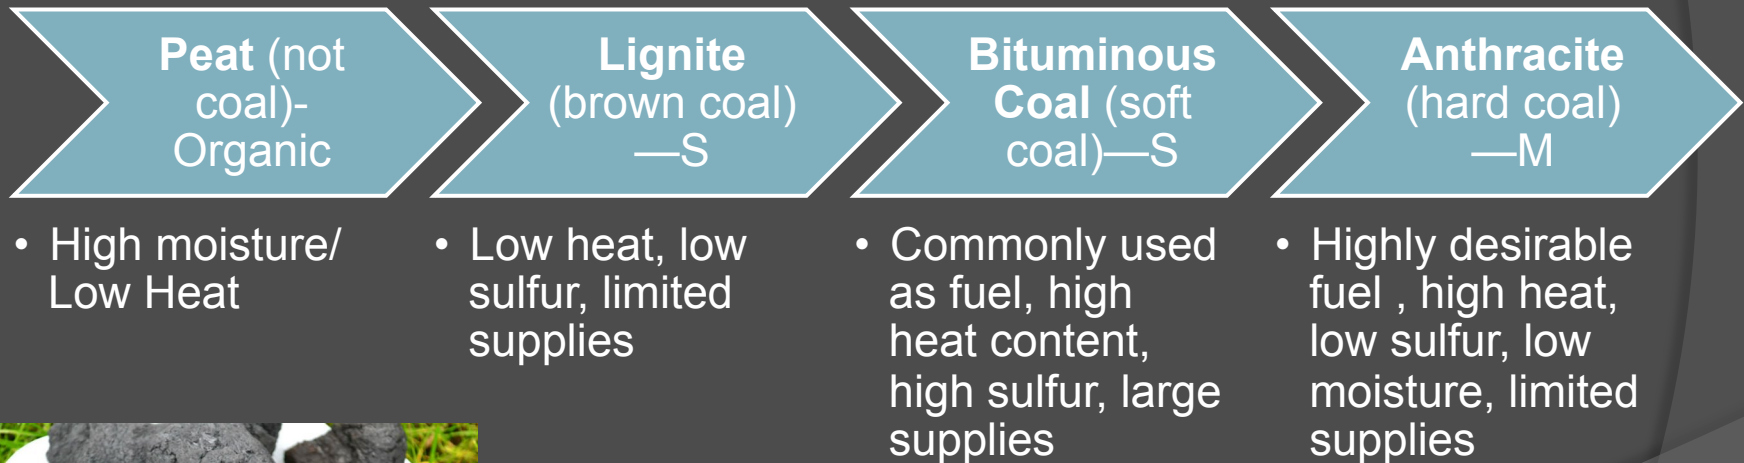 Peat (not
coal)-
Organic
Lignite
(brown coal)
—S
Bituminous
Coal (soft
coal)—S
Anthracite
(hard coal)
—M
• High moisture/
Low Heat
• Low heat, low
sulfur, limited
supplies
• Commonly used
as fuel, high
heat content,
high sulfur, large
supplies
• Highly desirable
fuel , high heat,
low sulfur, low
moisture, limited
supplies